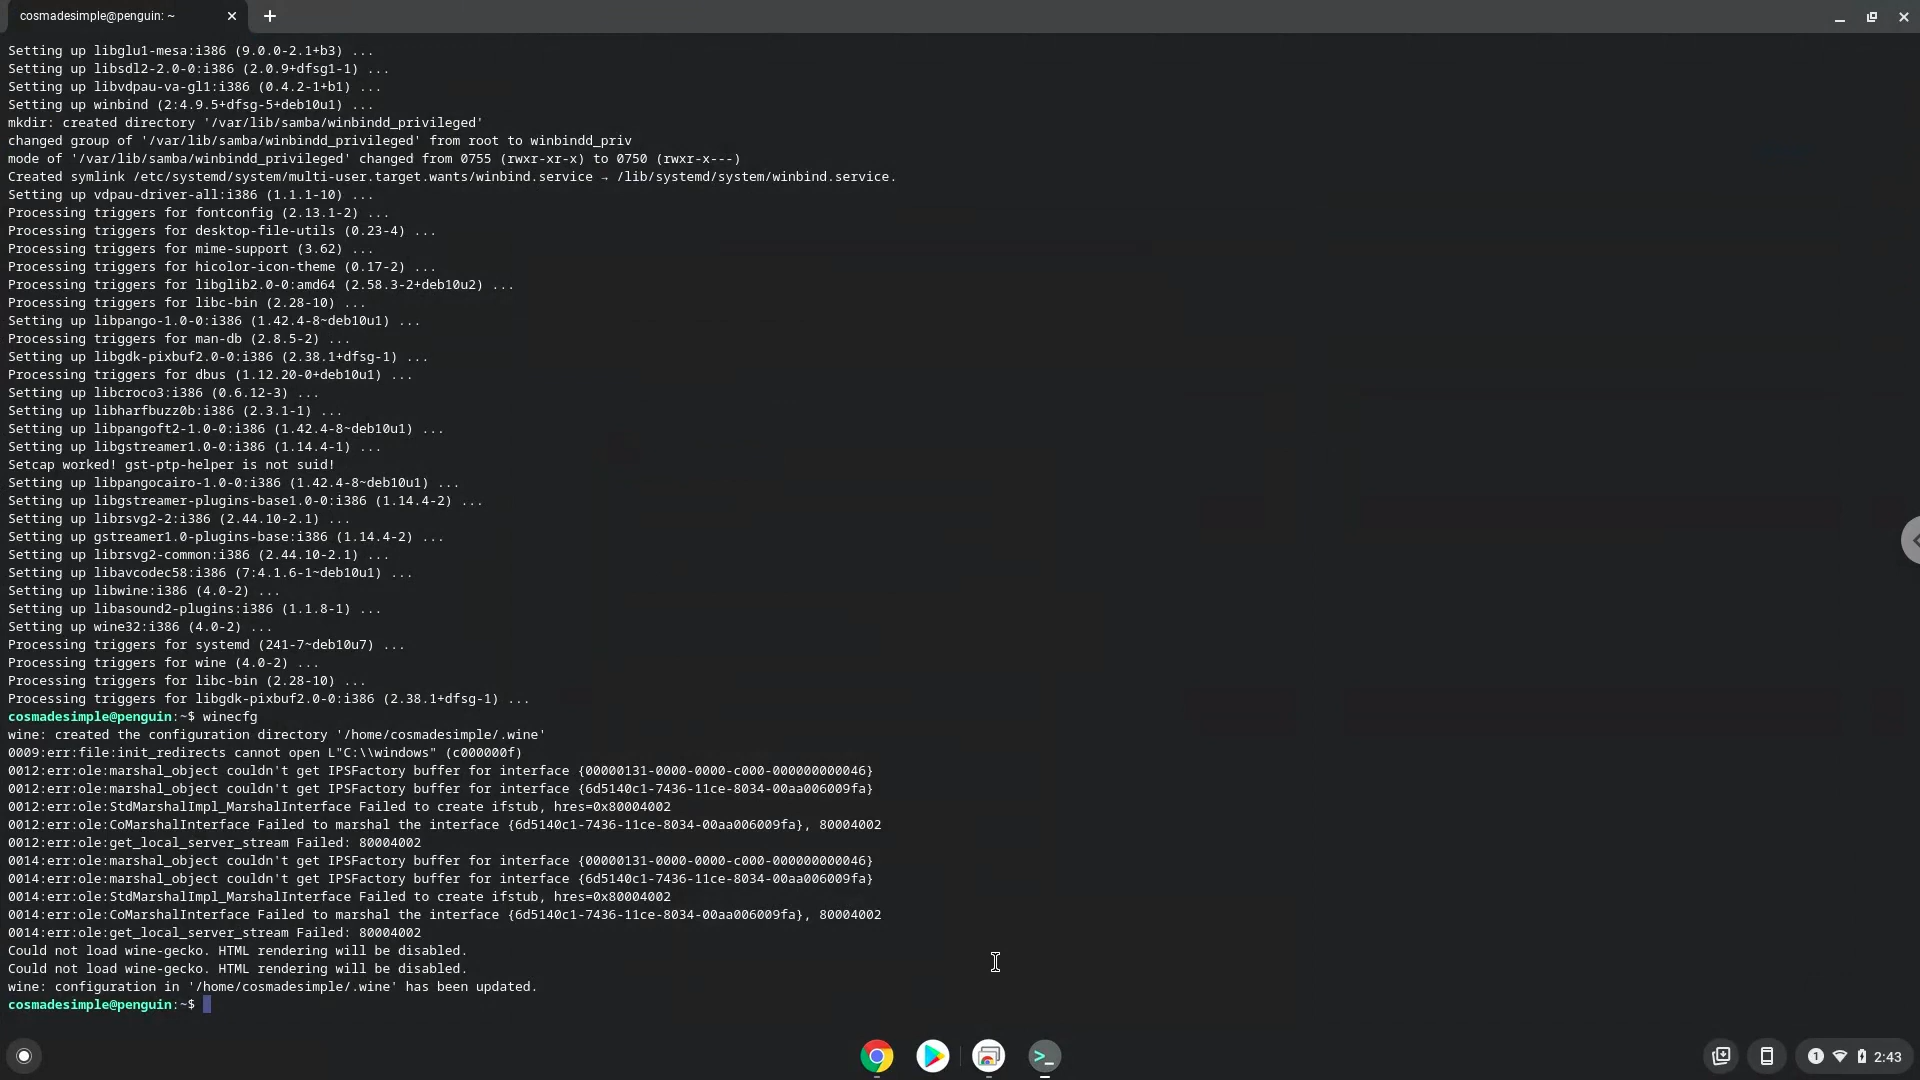 cosmadesimple@penguin: ~
Setting up libglu1-mesa:i386 (9.0.0-2.1+b3) ...
Setting up libsdl2-2.0-0:i386 (2.0.9+dfsg1-1) ...
Setting up libvdpau-va-gl1:i386 (0.4.2-1+b1) ...
Setting up winbind (2:4.9.5+dfsg-5+deb10u1) ...
mkdir: created directory '/var/lib/samba/winbindd_privileged'
changed group of '/var/lib/samba/winbindd_privileged' from root to winbindd_priv
mode of '/var/lib/samba/winbindd_privileged' changed from 0755 (rwxr-xr-x) to 0750 (rwxr-x---)
Created symlink /etc/systemd/system/multi-user.target.wants/winbind.service → /lib/systemd/system/winbind.service.
Setting up vdpau-driver-all:i386 (1.1.1-10) ...
Processing triggers for fontconfig (2.13.1-2) ...
Processing triggers for desktop-file-utils (0.23-4) ...
Processing triggers for mime-support (3.62) ...
Processing triggers for hicolor-icon-theme (0.17-2) ...
Processing triggers for libglib2.0-0:amd64 (2.58.3-2+deb10u2) ...
Processing triggers for libc-bin (2.28-10) ...
Setting up libpango-1.0-0:i386 (1.42.4-8~deb10u1) ...
Processing triggers for man-db (2.8.5-2) ...
Setting up libgdk-pixbuf2.0-0:i386 (2.38.1+dfsg-1) ...
Processing triggers for dbus (1.12.20-0+deb10u1) ...
Setting up libcroco3:i386 (0.6.12-3) ...
Setting up libharfbuzz0b:i386 (2.3.1-1) ...
Setting up libpangoft2-1.0-0:i386 (1.42.4-8~deb10u1) ...
Setting up libgstreamer1.0-0:i386 (1.14.4-1) ...
Setcap worked! gst-ptp-helper is not suid!
Setting up libpangocairo-1.0-0:i386 (1.42.4-8~deb10u1) ...
Setting up libgstreamer-plugins-base1.0-0:i386 (1.14.4-2) ...
Setting up librsvg2-2:i386 (2.44.10-2.1) ...
Setting up gstreamer1.0-plugins-base:i386 (1.14.4-2) ...
Setting up librsvg2-common:i386 (2.44.10-2.1) ...
Setting up libavcodec58:i386 (7:4.1.6-1~deb10u1) ...
Setting up libwine:i386 (4.0-2) ...
Setting up libasound2-plugins:i386 (1.1.8-1) ...
Setting up wine32:i386 (4.0-2) ...
Processing triggers for systemd (241-7~deb10u7) ...
Processing triggers for wine (4.0-2) ...
Processing triggers for libc-bin (2.28-10) ...
Processing triggers for libgdk-pixbuf2.0-0:i386 (2.38.1+dfsg-1) ...
cosmadesimple@penguin:~$ winecfg
wine: created the configuration directory '/home/cosmadesimple/.wine'
0009:err:file:init_redirects cannot open L"C:\\windows" (c000000f)
0012:err:ole:marshal_object couldn't get IPSFactory buffer for interface {00000131-0000-0000-c000-000000000046}
0012:err:ole:marshal_object couldn't get IPSFactory buffer for interface {6d5140c1-7436-11ce-8034-00aa006009fa}
0012:err:ole:StdMarshalImpl_MarshalInterface Failed to create ifstub, hres=0x80004002
0012:err:ole:CoMarshalInterface Failed to marshal the interface {6d5140c1-7436-11ce-8034-00aa006009fa}, 80004002
0012:err:ole:get_local_server_stream Failed: 80004002
0014:err:ole:marshal_object couldn't get IPSFactory buffer for interface {00000131-0000-0000-c000-000000000046}
0014:err:ole:marshal_object couldn't get IPSFactory buffer for interface {6d5140c1-7436-11ce-8034-00aa006009fa}
0014:err:ole:StdMarshalImpl_MarshalInterface Failed to create ifstub, hres=0x80004002
0014:err:ole:CoMarshalInterface Failed to marshal the interface {6d5140c1-7436-11ce-8034-00aa006009fa}, 80004002
0014:err:ole:get_local_server_stream Failed: 80004002
Could not load wine-gecko. HTML rendering will be disabled.
Could not load wine-gecko. HTML rendering will be disabled.
wine: configuration in '/home/cosmadesimple/.wine' has been updated.
cosmadesimple@penguin:~$
1 2:43